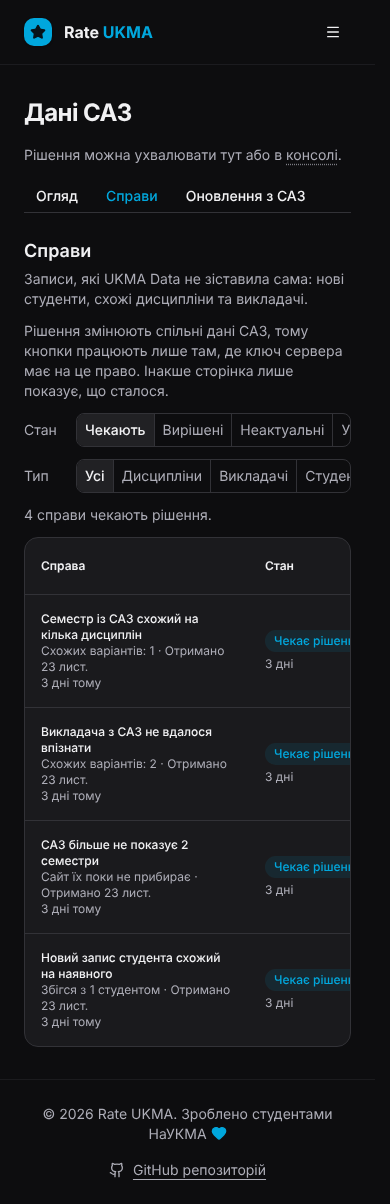 Rate UKMA
Дані САЗ
Рішення можна ухвалювати тут або в консолі.
Огляд Справи Оновлення з САЗ
Справи
Записи, які UKMA Data не зіставила сама: нові
студенти, схожі дисципліни та викладачі.
Рішення змінюють спільні дані САЗ, тому
кнопки працюють лише там, де ключ сервера
має на це право. Інакше сторінка лише
показує, що сталося.
Стан Чекають Вирішені Неактуальні
Тип Усі Дисципліни Викладачі
4 справи чекають рішення.
Справа Стан
Семестр із САЗ схожий на
кілька дисциплін
Схожих варіантів: 1 · Отримано
23 лист.
3 дні тому
Чекає
3 дні
Викладача з САЗ не вдалося
впізнати
Схожих варіантів: 2 · Отримано
23 лист.
3 дні тому
Чекає
3 дні
САЗ більше не показує 2
семестри
Сайт їх поки не прибирає ·
Отримано 23 лист.
3 дні тому
Чекає
3 дні
Новий запис студента схожий
на наявного
Збігся з 1 студентом · Отримано
23 лист.
3 дні тому
Чекає
3 дні
© 2026 Rate UKMA. Зроблено студентами
НаУКМА
GitHub репозиторій